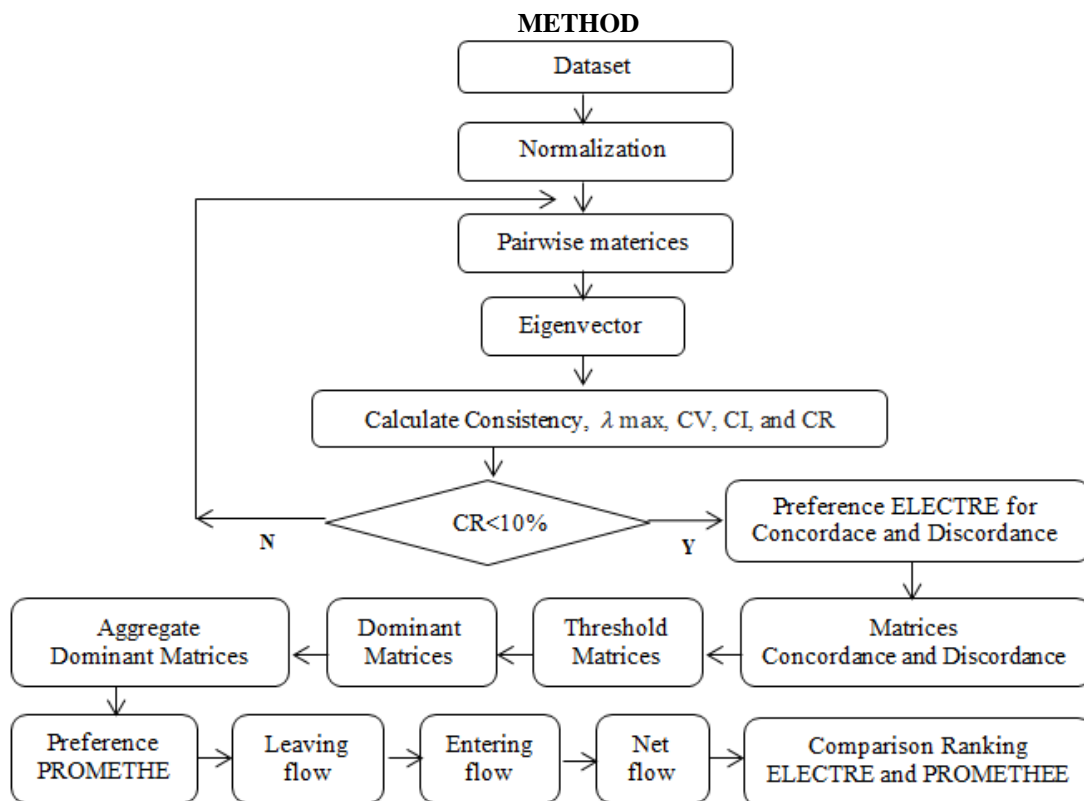 METHOD
Dataset
Normalization
Pairwise materices
Eigenvector
Calculate Consistency, λ max, CV, CI, and CR
CR<10%
N
Y
Preference ELECTRE for
Concordace and Discordance
Matrices
Concordance and Discordance
Threshold
Matrices
Dominant
Matrices
Aggregate
Dominant Matrices
Preference
PROMETHE
Leaving
flow
Entering
flow
Net
flow
Comparison Ranking
ELECTRE and PROMETHEE